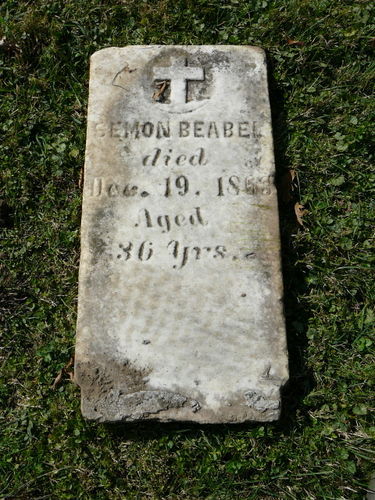 SEMON BEABEL
died
Dec. 19.
Aged
36 Yrs.